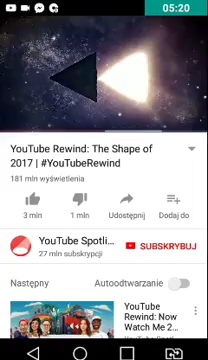 05:20
YouTube Rewind: The Shape of
2017 | #YouTubeRewind
181 mln wyświetlenia
3 mln
1 mln
Udostępnij
Dodaj do
YouTube Spotli...
27 mln subskrypcji
SUBSKRYBUJ
Następny
Autoodtwarzanie
YouTube
Rewind: Now
Watch Me 2...